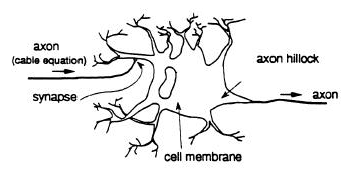 axon
(cable equation)
synapse
axon hillock
axon
cell membrane